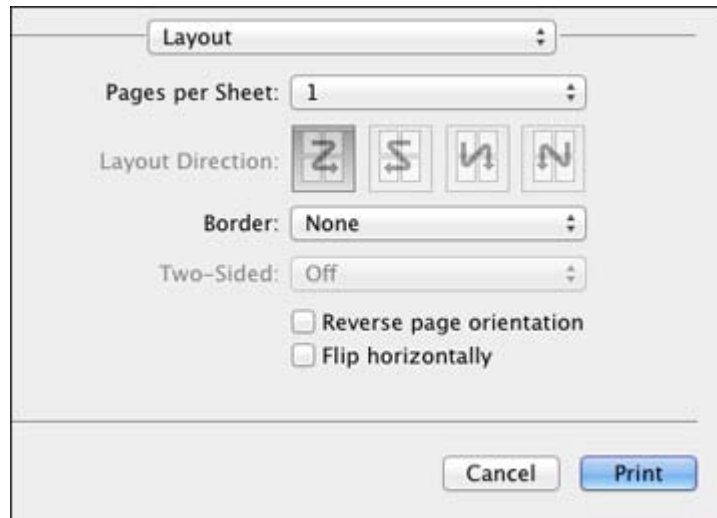 Layout
Pages per Sheet: 1
Layout Direction:
Border: None
Two-Sided: Off
Reverse page orientation
Flip horizontally
Cancel Print